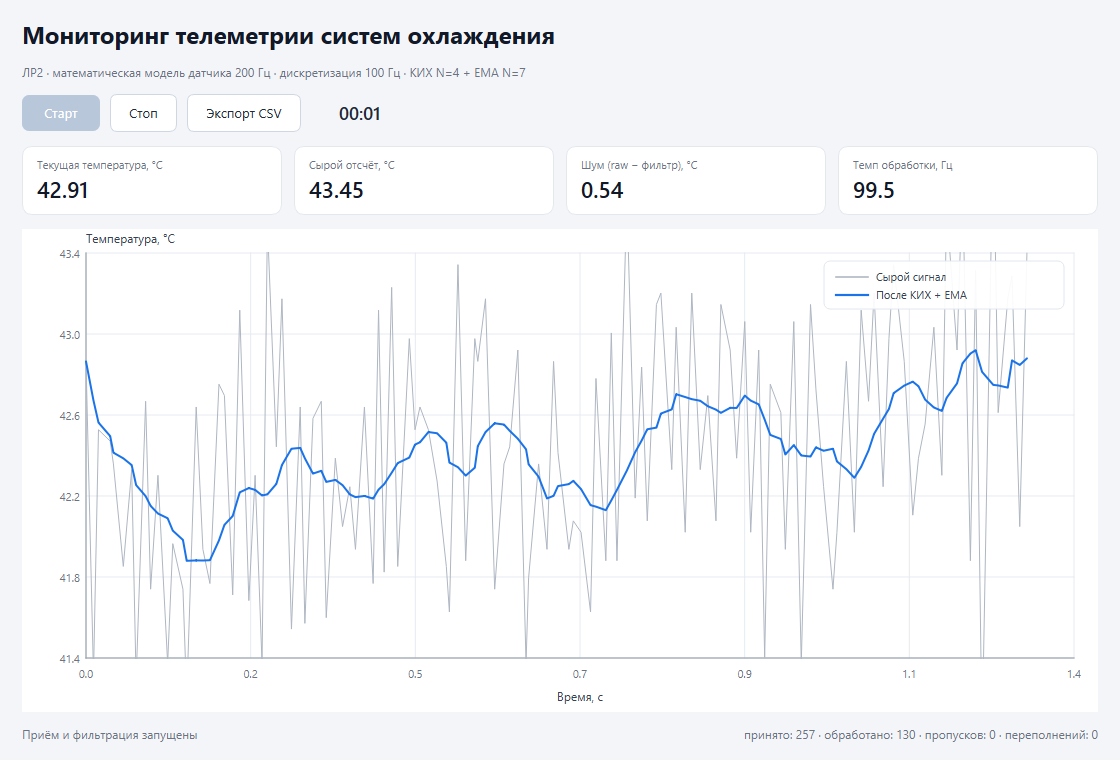 Мониторинг телеметрии систем охлаждения
ЛР2 · математическая модель датчика 200 Гц · дискретизация 100 Гц · КИХ N=4 + EMA N=7
Старт
Стоп
Экспорт CSV
00:01
Текущая температура, °C
42.91
Сырой отсчёт, °C
43.45
Шум (raw − фильтр), °C
0.54
Темп обработки, Гц
99.5
Температура, °C
Сырой сигнал
После КИХ + EMA
43.4
43.0
42.6
42.2
41.8
41.4
0.0 0.2 0.5 0.7 0.9 1.1 1.4
Время, с
Приём и фильтрация запущены
принято: 257 · обработано: 130 · пропусков: 0 · переполнений: 0